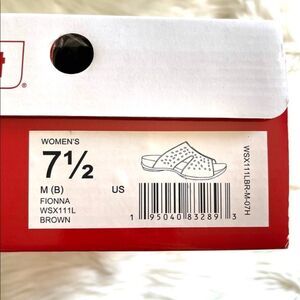 WOMEN'S
7½
M (B)
US
FIONNA
WSX111L
BROWN
1 95040 83289 3
WSX111LBR-M-07H
®